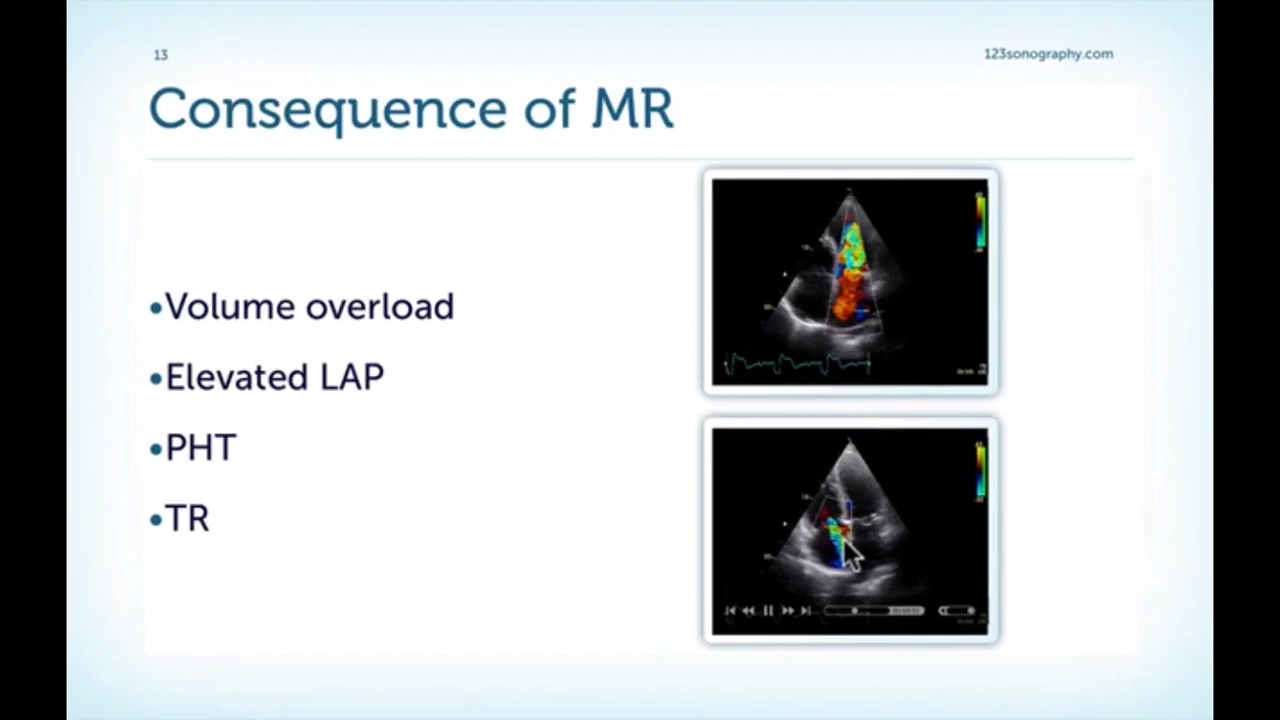 13
123sonography.com
Consequence of MR
•Volume overload
•Elevated LAP
•PHT
•TR